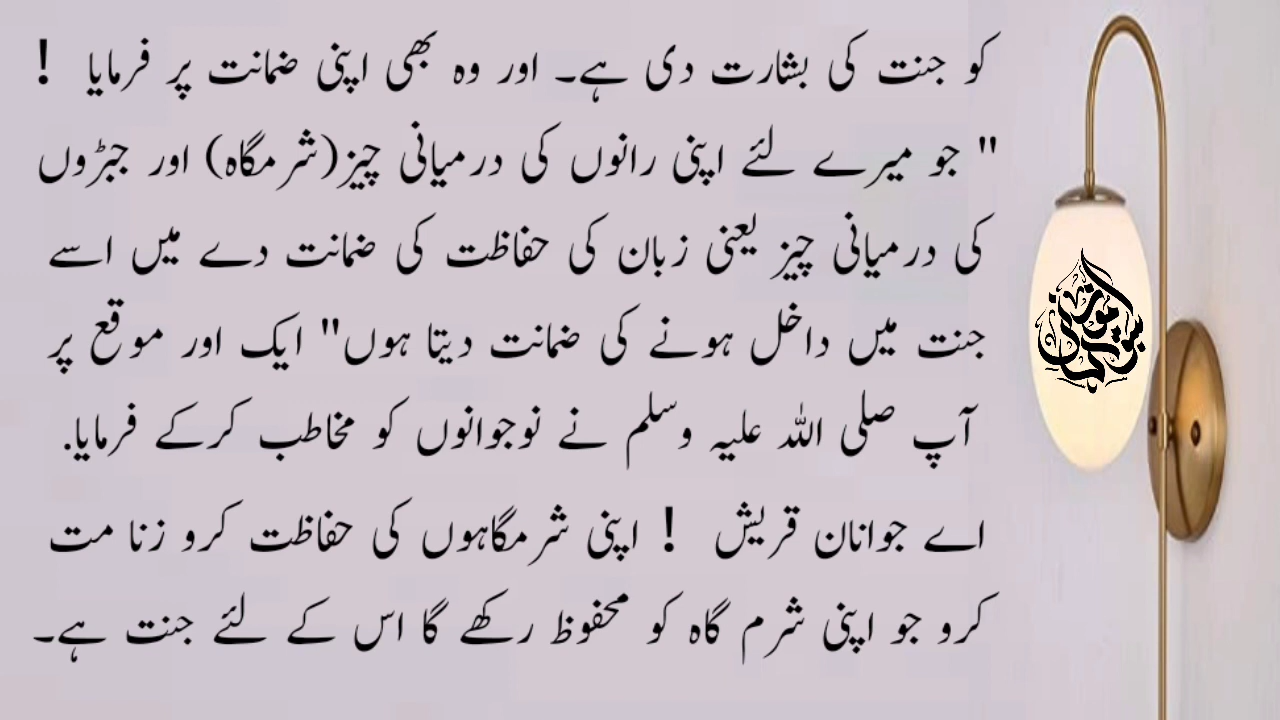 کو جنت کی بشارت دی ہے۔ اور وہ بھی اپنی ضمانت پر فرمایا !
" جو میرے لئے اپنی رانوں کی درمیانی چیز(شرمگاہ) اور جبڑوں
کی درمیانی چیز یعنی زبان کی حفاظت کی ضمانت دے میں اسے
جنت میں داخل ہونے کی ضمانت دیتا ہوں" ایک اور موقع پر
آپ صلی اللہ علیہ وسلم نے نوجوانوں کو مخاطب کرکے فرمایا.
اے جوانان قریش ! اپنی شرمگاہوں کی حفاظت کرو زنا مت
کرو جو اپنی شرم گاہ کو محفوظ رکھے گا اس کے لئے جنت ہے۔